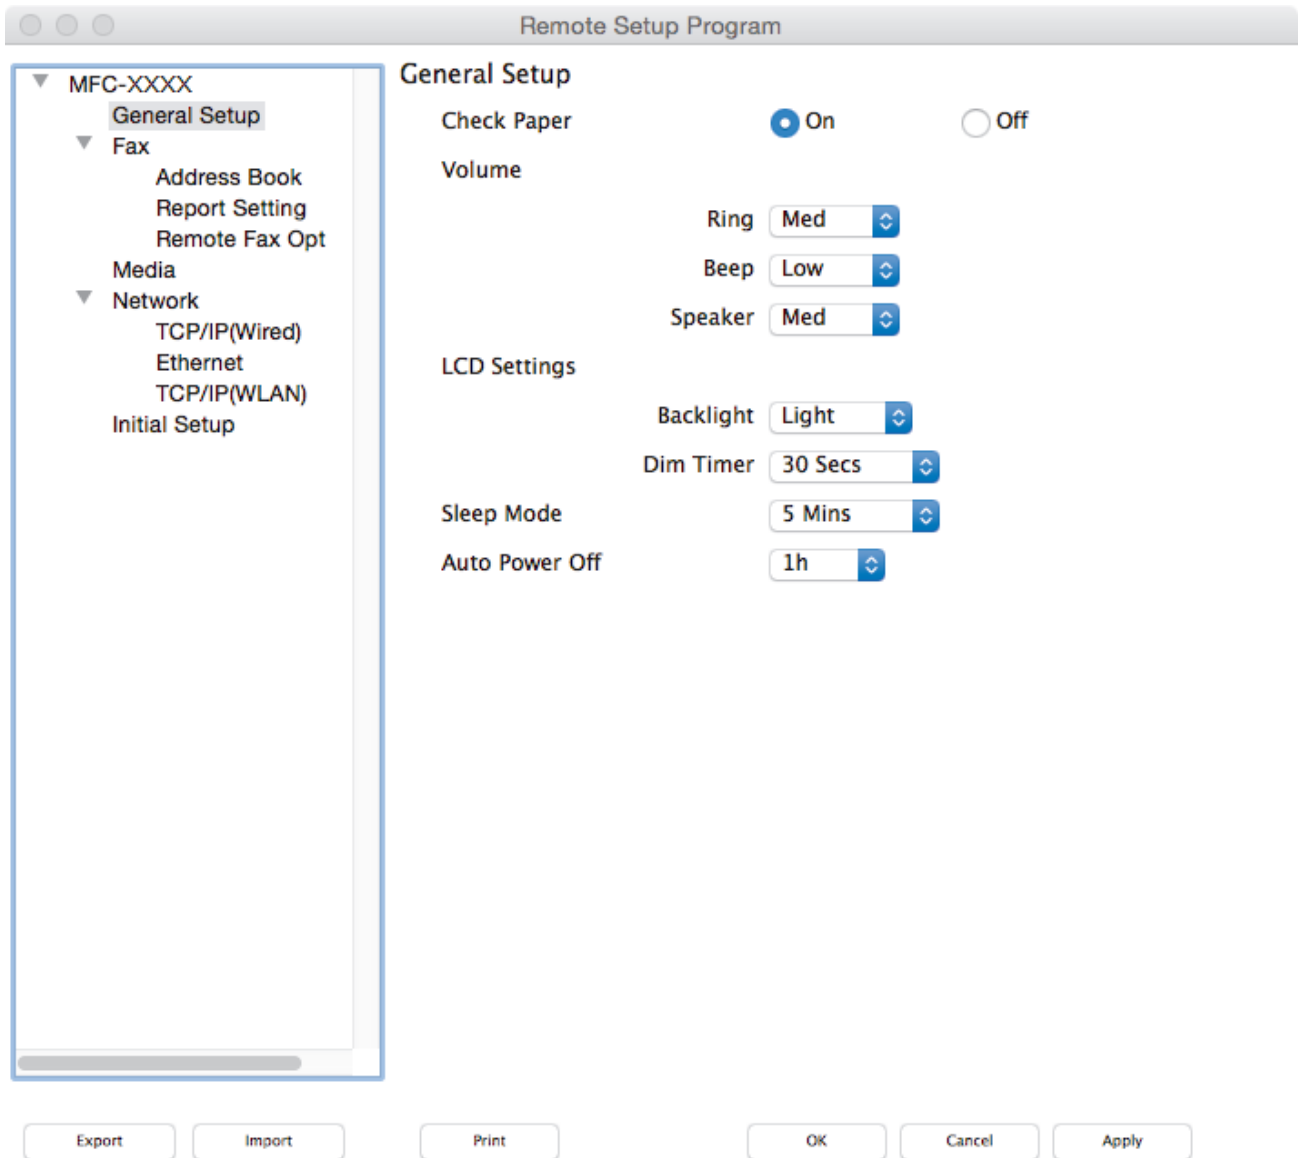 Remote Setup Program
MFC-XXXX
General Setup
Fax
Address Book
Report Setting
Remote Fax Opt
Media
Network
TCP/IP(Wired)
Ethernet
TCP/IP(WLAN)
Initial Setup
General Setup
Check Paper On Off
Volume
Ring Med
Beep Low
Speaker Med
LCD Settings
Backlight Light
Dim Timer 30 Secs
Sleep Mode 5 Mins
Auto Power Off 1h
Export Import Print OK Cancel Apply